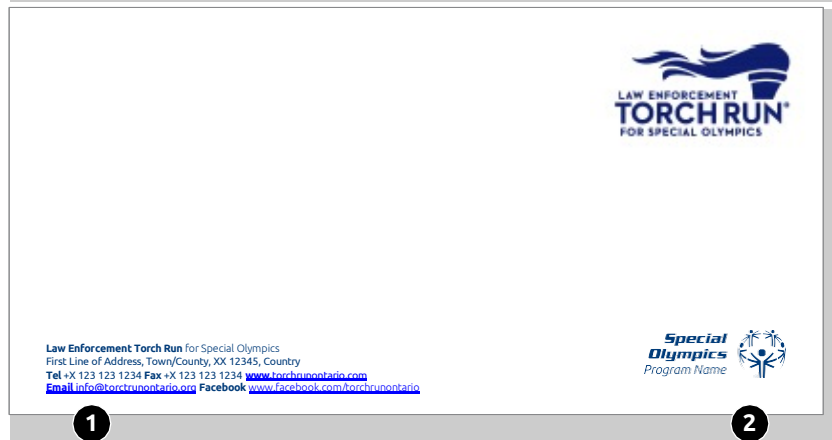 LAW ENFORCEMENT
TORCH RUN®
FOR SPECIAL OLYMPICS
Law Enforcement Torch Run for Special Olympics
First Line of Address, Town/County, XX 12345, Country
Tel +X 123 123 1234 Fax +X 123 123 1234 www.torchrunontario.com
Email info@torctrunontario.org Facebook www.facebook.com/torchrunontario
Special
Olympics
Program Name
1
2